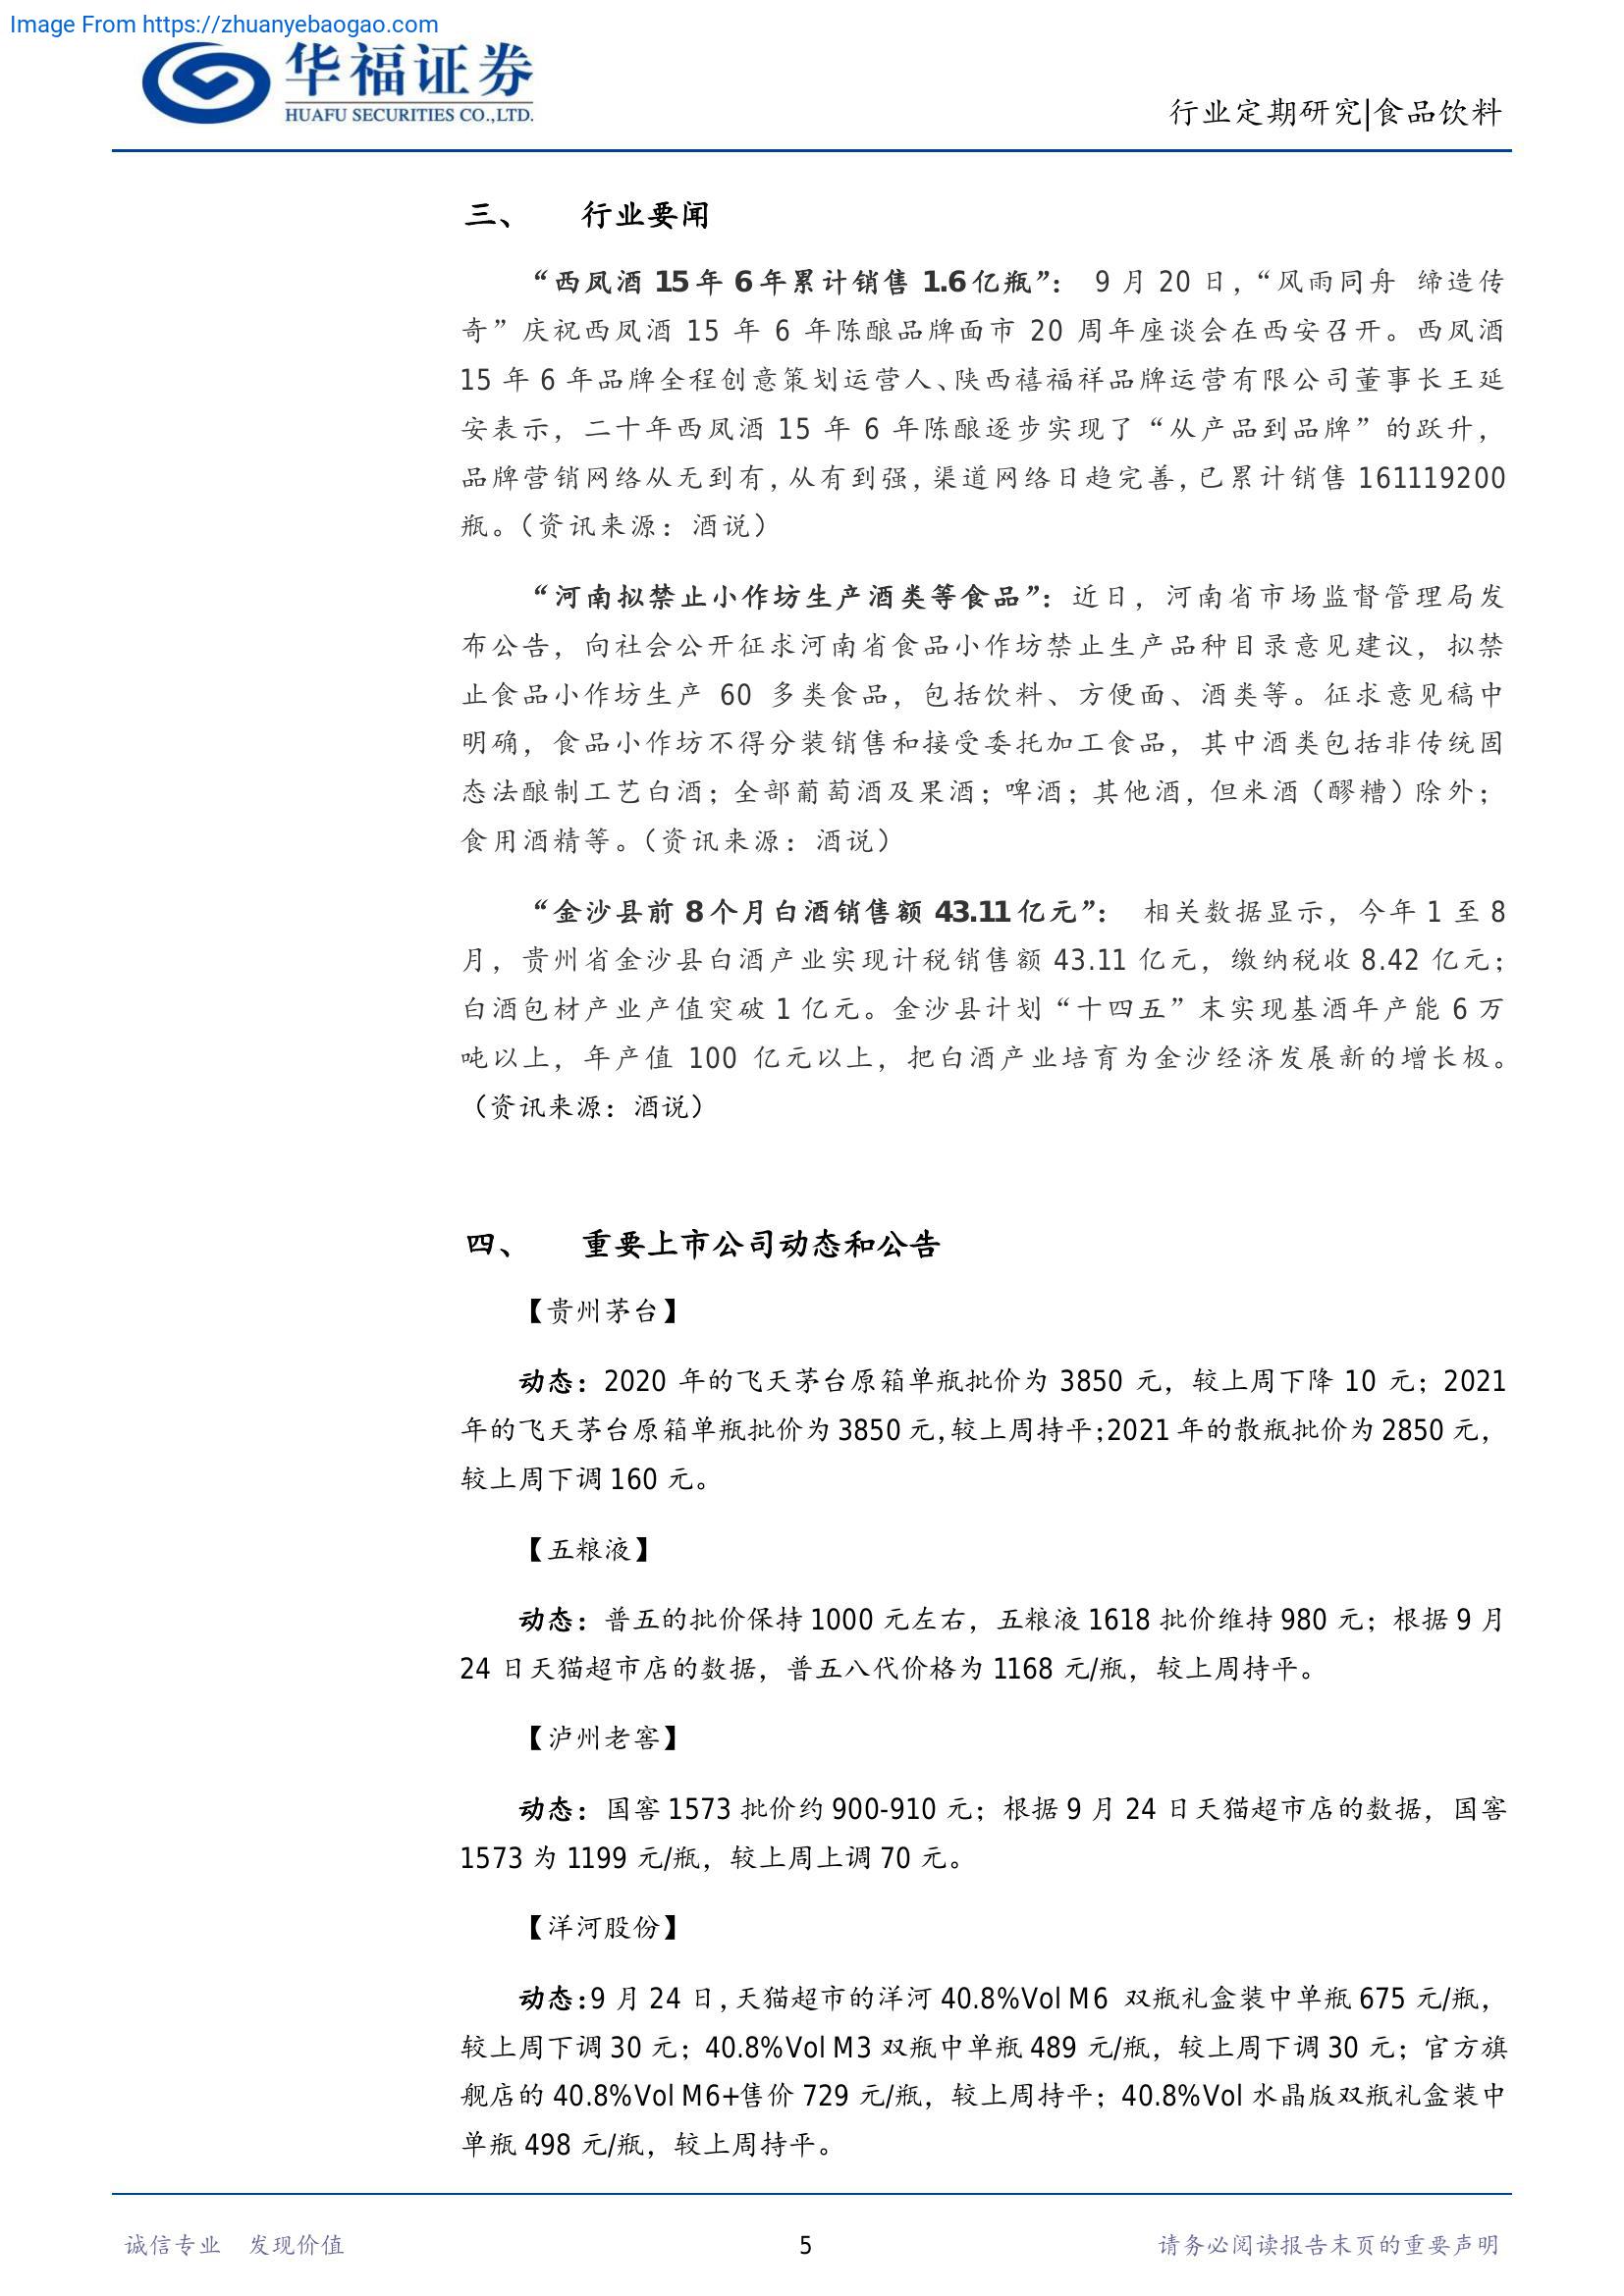 Image From https://zhuanyebaogao.com
华福证券
HUAFU SECURITIES CO.,LTD.
行业定期研究|食品饮料
三、 行业要闻
“西凤酒 15 年 6 年累计销售 1.6 亿瓶”： 9 月 20 日，“风雨同舟 缔造传
奇”庆祝西凤酒 15 年 6 年陈酿品牌面市 20 周年座谈会在西安召开。西凤酒
15 年 6 年品牌全程创意策划运营人、陕西禧福祥品牌运营有限公司董事长王延
安表示，二十年西凤酒 15 年 6 年陈酿逐步实现了“从产品到品牌”的跃升，
品牌营销网络从无到有，从有到强，渠道网络日趋完善，已累计销售 161119200
瓶。（资讯来源：酒说）
“河南拟禁止小作坊生产酒类等食品”：近日，河南省市场监督管理局发
布公告，向社会公开征求河南省食品小作坊禁止生产品种目录意见建议，拟禁
止食品小作坊生产 60 多类食品，包括饮料、方便面、酒类等。征求意见稿中
明确，食品小作坊不得分装销售和接受委托加工食品，其中酒类包括非传统固
态法酿制工艺白酒；全部葡萄酒及果酒；啤酒；其他酒，但米酒（醪糟）除外；
食用酒精等。（资讯来源：酒说）
“金沙县前 8 个月白酒销售额 43.11 亿元”： 相关数据显示，今年 1 至 8
月，贵州省金沙县白酒产业实现计税销售额 43.11 亿元，缴纳税收 8.42 亿元；
白酒包材产业产值突破 1 亿元。金沙县计划“十四五”末实现基酒年产能 6 万
吨以上，年产值 100 亿元以上，把白酒产业培育为金沙经济发展新的增长极。
（资讯来源：酒说）
四、 重要上市公司动态和公告
【贵州茅台】
动态：2020 年的飞天茅台原箱单瓶批价为 3850 元，较上周下降 10 元；2021
年的飞天茅台原箱单瓶批价为 3850 元，较上周持平；2021 年的散瓶批价为 2850 元，
较上周下调 160 元。
【五粮液】
动态：普五的批价保持 1000 元左右，五粮液 1618 批价维持 980 元；根据 9 月
24 日天猫超市店的数据，普五八代价格为 1168 元/瓶，较上周持平。
【泸州老窖】
动态：国窖 1573 批价约 900-910 元；根据 9 月 24 日天猫超市店的数据，国窖
1573 为 1199 元/瓶，较上周上调 70 元。
【洋河股份】
动态：9 月 24 日，天猫超市的洋河 40.8%Vol M6 双瓶礼盒装中单瓶 675 元/瓶，
较上周下调 30 元；40.8%Vol M3 双瓶中单瓶 489 元/瓶，较上周下调 30 元；官方旗
舰店的 40.8%Vol M6+售价 729 元/瓶，较上周持平；40.8%Vol 水晶版双瓶礼盒装中
单瓶 498 元/瓶，较上周持平。
诚信专业 发现价值 5 请务必阅读报告末页的重要声明